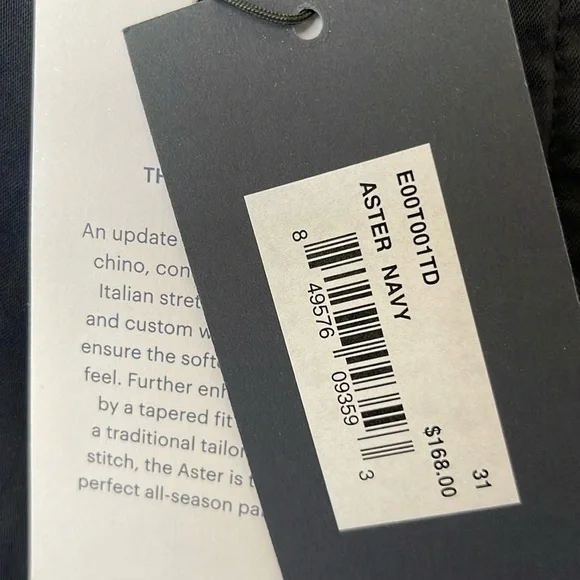 TH
An update
chino, con
Italian stret
and custom w
ensure the soft
feel. Further enh
by a tapered fit
a traditional tailor
stitch, the Aster is t
perfect all-season pa
E00T001TD
ASTER NAVY
8 49576 09359 3
$168.00
31